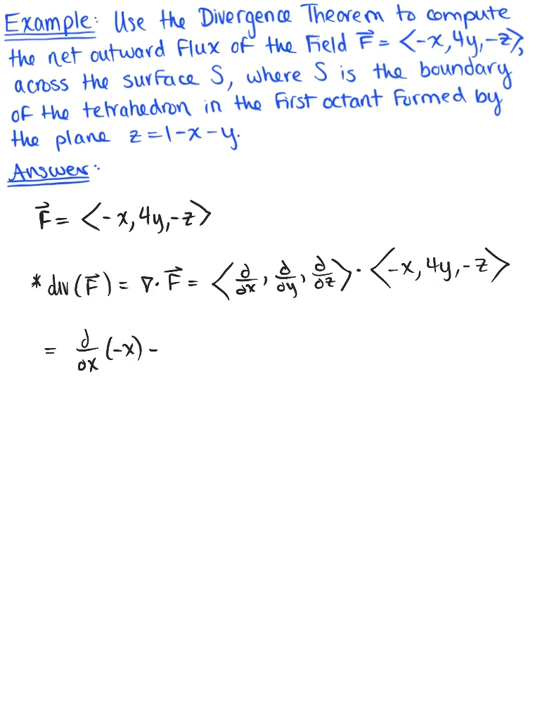 Example: Use the Divergence Theorem to compute
the net outward Flux of the Field F⃗ = <-x, 4y, -z>,
across the surface S, where S is the boundary
of the tetrahedron in the First octant Formed by
the plane z = 1-x-y.
Answer:
F⃗ = <-x, 4y, -z>
* div (F⃗) = ∇ · F⃗ = <∂/∂x, ∂/∂y, ∂/∂z> · <-x, 4y, -z>
= ∂/∂x (-x) -